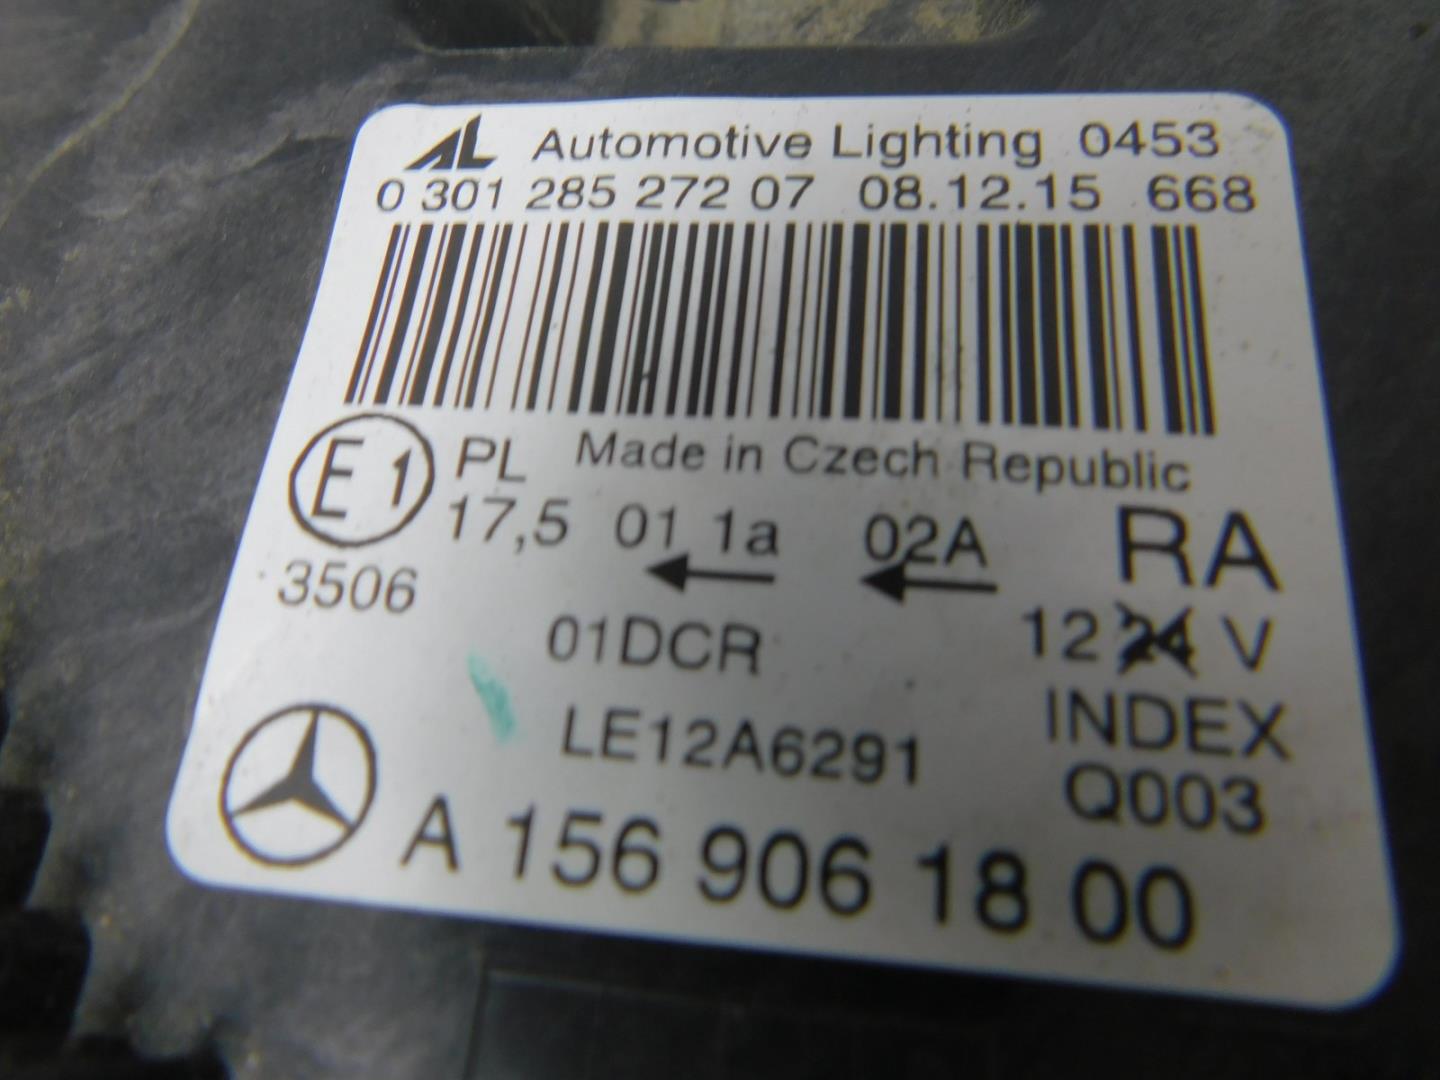 AL Automotive Lighting 0453
0 301 285 272 07 08.12.15 668
E1 PL Made in Czech Republic
17,5 01 1a 02A RA
3506
01DCR 12 24 V
LE12A6291 INDEX
Q003
A 156 906 18 00